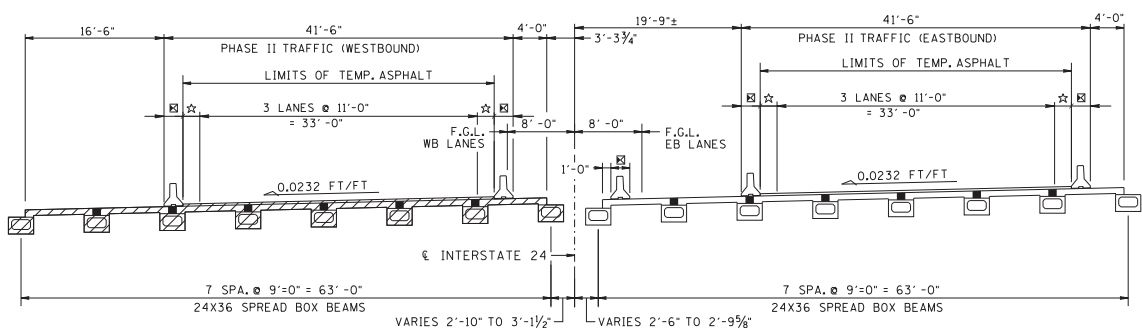 16'-6"
41'-6"
4'-0"
19'-9"±
41'-6"
4'-0"
PHASE II TRAFFIC (WESTBOUND)
3'-3¾"
PHASE II TRAFFIC (EASTBOUND)
LIMITS OF TEMP. ASPHALT
LIMITS OF TEMP. ASPHALT
3 LANES @ 11'-0"
= 33'-0"
3 LANES @ 11'-0"
= 33'-0"
8'-0"
8'-0"
F.G.L.
WB LANES
F.G.L.
EB LANES
1'-0"
0.0232 FT/FT
0.0232 FT/FT
℄ INTERSTATE 24
7 SPA. @ 9'=0" = 63'-0"
24X36 SPREAD BOX BEAMS
7 SPA. @ 9'=0" = 63'-0"
24X36 SPREAD BOX BEAMS
VARIES 2'-10" TO 3'-1½"
VARIES 2'-6" TO 2'-9⅝"